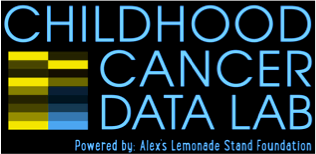 CHILDHOOD
CANCER
DATA LAB
Powered by: Alex's Lemonade Stand Foundation